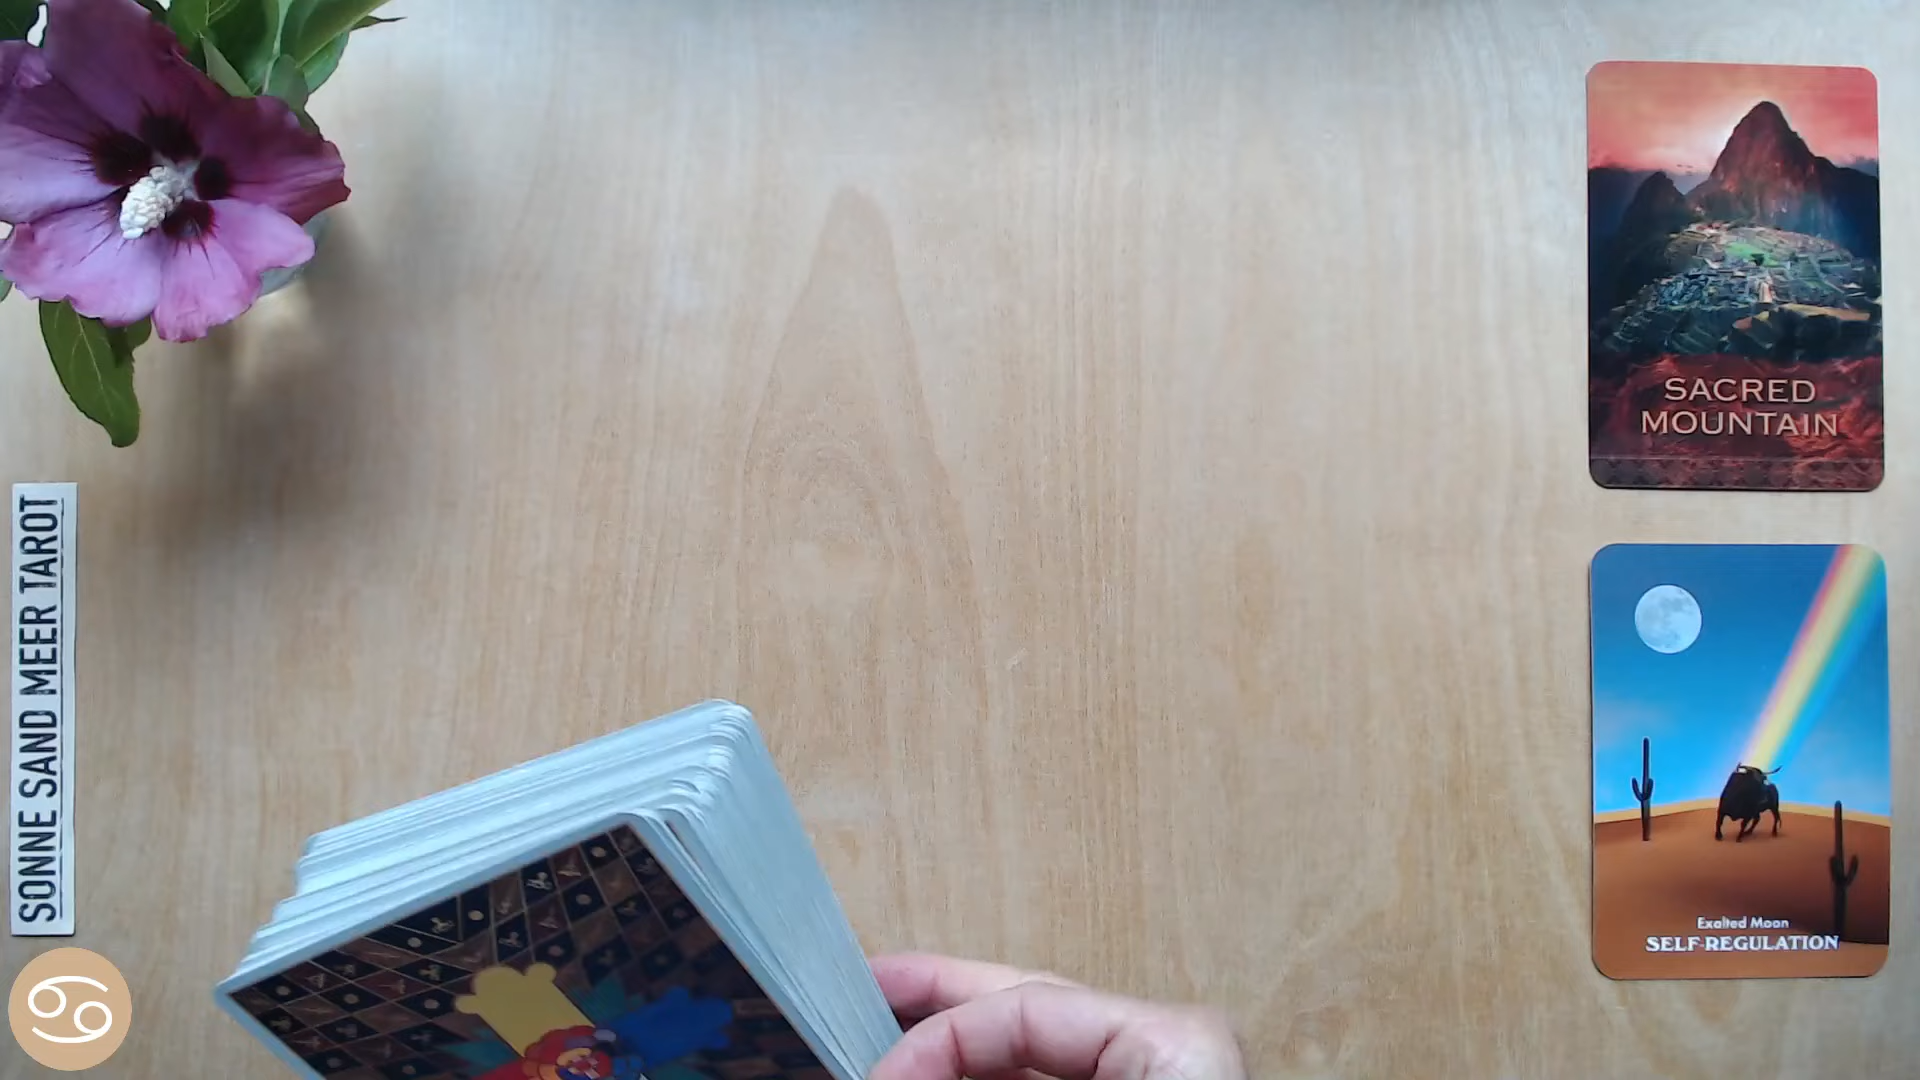 SONNE SAND MEER TAROT
SACRED
MOUNTAIN
Exalted Moon
SELF-REGULATION